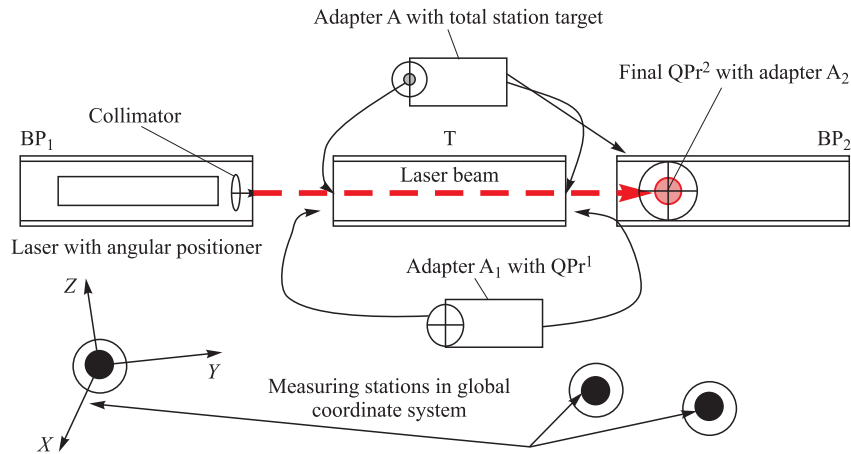 Adapter A with total station target
Final QPr² with adapter A₂
Collimator
BP₁
T
BP₂
Laser beam
Laser with angular positioner
Adapter A₁ with QPr¹
Z
Y
X
Measuring stations in global
coordinate system